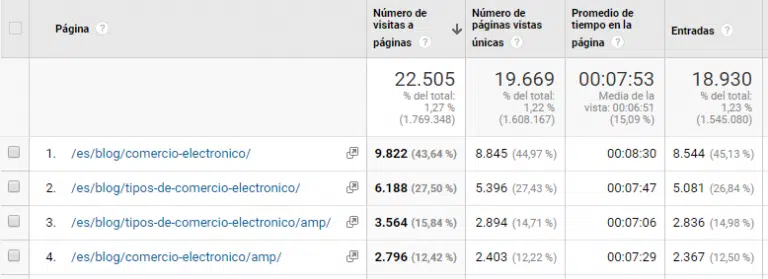 Página ?
Número de visitas a páginas ?
Número de páginas vistas únicas ?
Promedio de tiempo en la página ?
Entradas ?
22.505
% del total:
1,27 %
(1.769.348)
19.669
% del total:
1,22 %
(1.608.167)
00:07:53
Media de la
vista: 00:06:51
(15,09 %)
18.930
% del total:
1,23 %
(1.545.080)
1. /es/blog/comercio-electronico/ 9.822 (43,64 %) 8.845 (44,97 %) 00:08:30 8.544 (45,13 %)
2. /es/blog/tipos-de-comercio-electronico/ 6.188 (27,50 %) 5.396 (27,43 %) 00:07:47 5.081 (26,84 %)
3. /es/blog/tipos-de-comercio-electronico/amp/ 3.564 (15,84 %) 2.894 (14,71 %) 00:07:06 2.836 (14,98 %)
4. /es/blog/comercio-electronico/amp/ 2.796 (12,42 %) 2.403 (12,22 %) 00:07:29 2.367 (12,50 %)